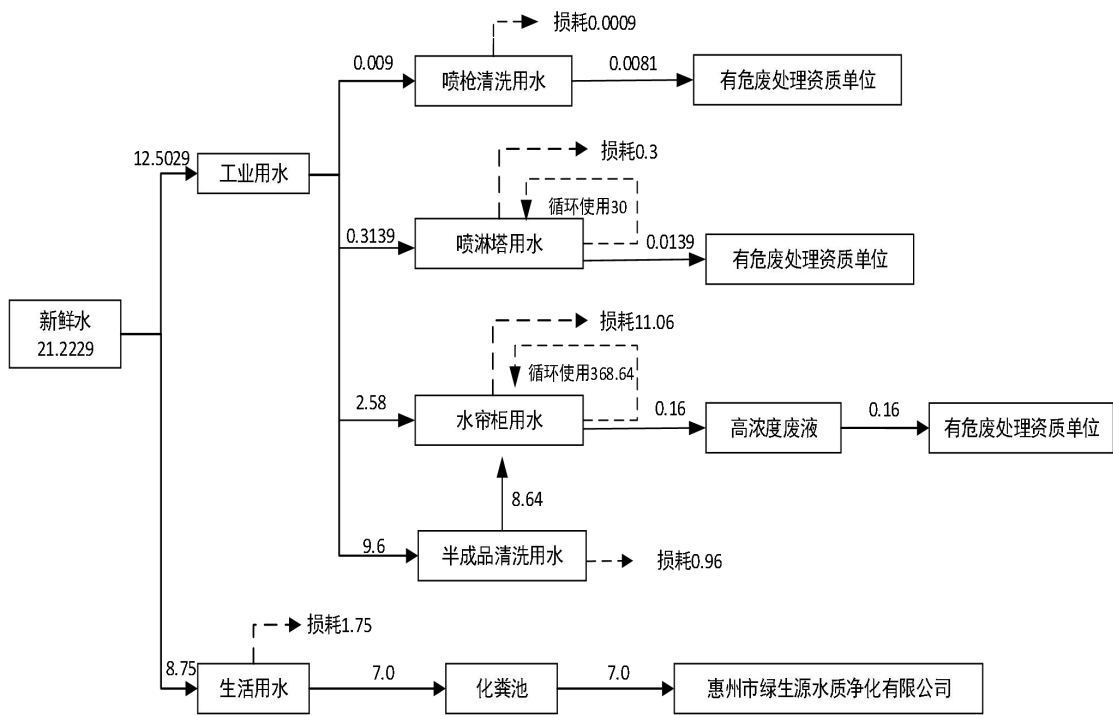 损耗0.0009
0.009
喷枪清洗用水
0.0081
有危废处理资质单位
12.5029
工业用水
损耗0.3
循环使用30
0.3139
喷淋塔用水
0.0139
有危废处理资质单位
新鲜水
21.2229
损耗11.06
循环使用368.64
2.58
水帘柜用水
0.16
高浓度废液
0.16
有危废处理资质单位
8.64
9.6
半成品清洗用水
损耗0.96
损耗1.75
8.75
生活用水
7.0
化粪池
7.0
惠州市绿生源水质净化有限公司